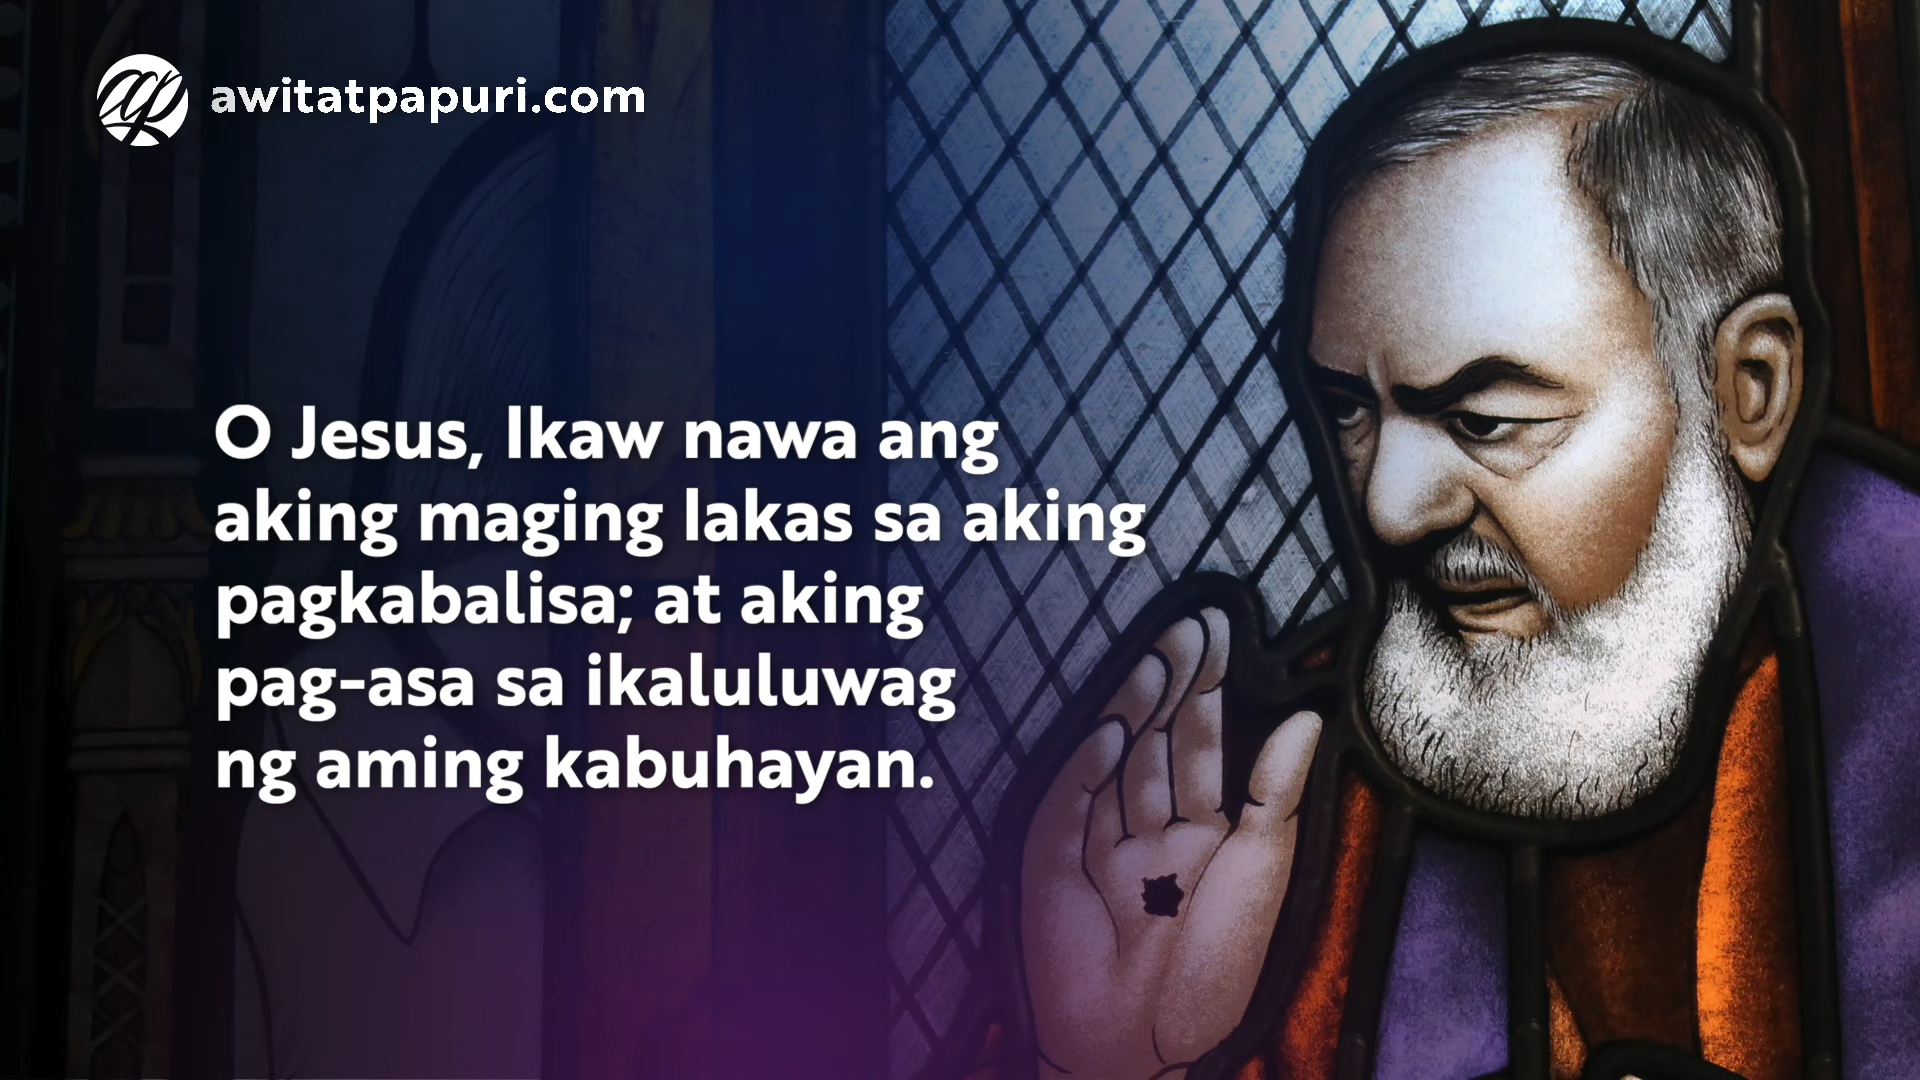 awitatpapuri.com
O Jesus, Ikaw nawa ang
aking maging lakas sa aking
pagkabalisa; at aking
pag-asa sa ikaluluwag
ng aming kabuhayan.